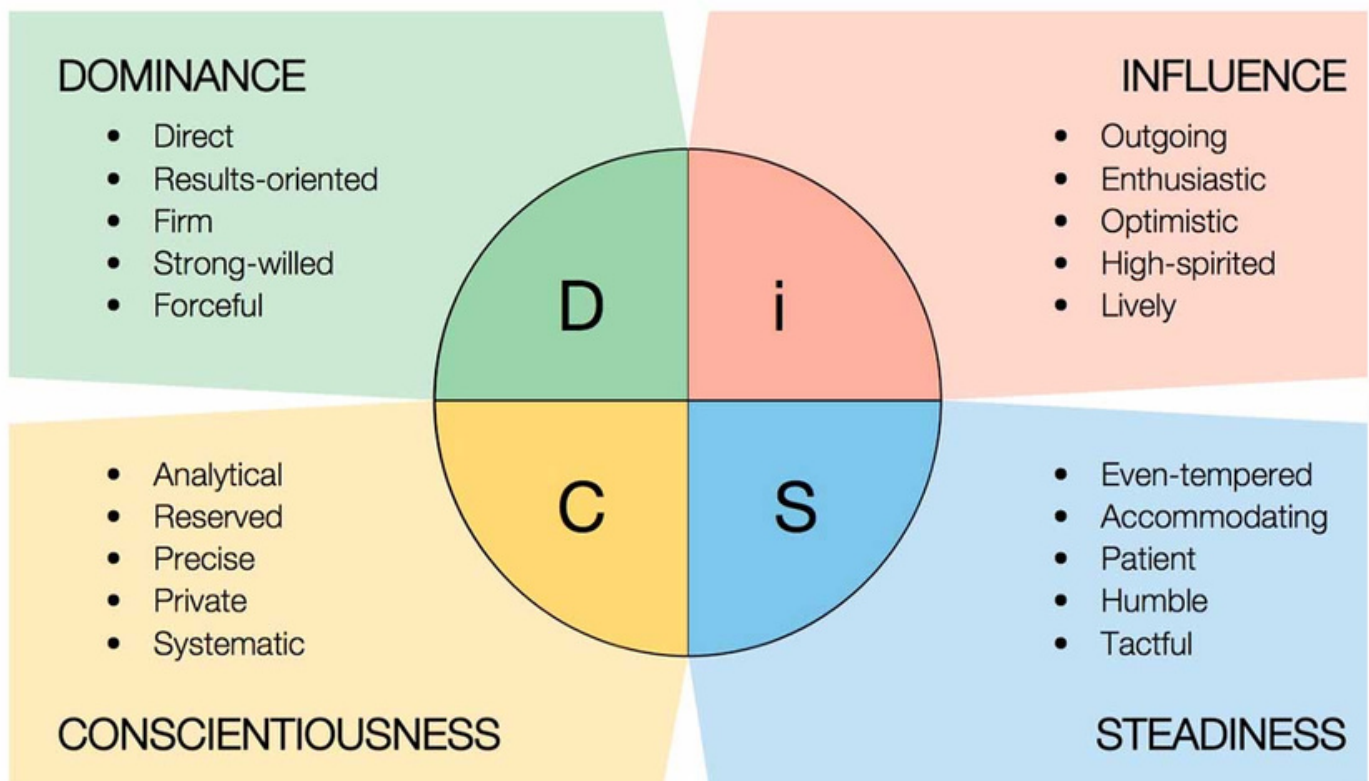 DOMINANCE
• Direct
• Results-oriented
• Firm
• Strong-willed
• Forceful
INFLUENCE
• Outgoing
• Enthusiastic
• Optimistic
• High-spirited
• Lively
D
i
C
S
• Analytical
• Reserved
• Precise
• Private
• Systematic
CONSCIENTIOUSNESS
• Even-tempered
• Accommodating
• Patient
• Humble
• Tactful
STEADINESS